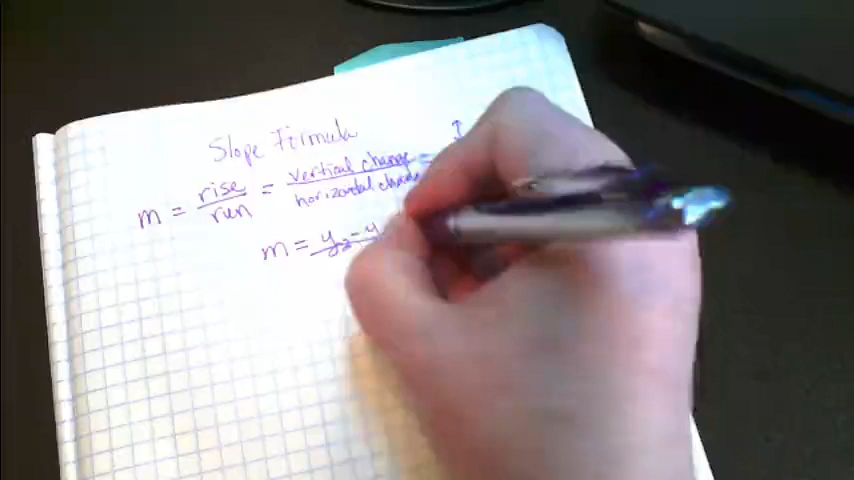 Slope Formula
m = rise/run = vertical change/horizontal change = ↑
m = y₂-y